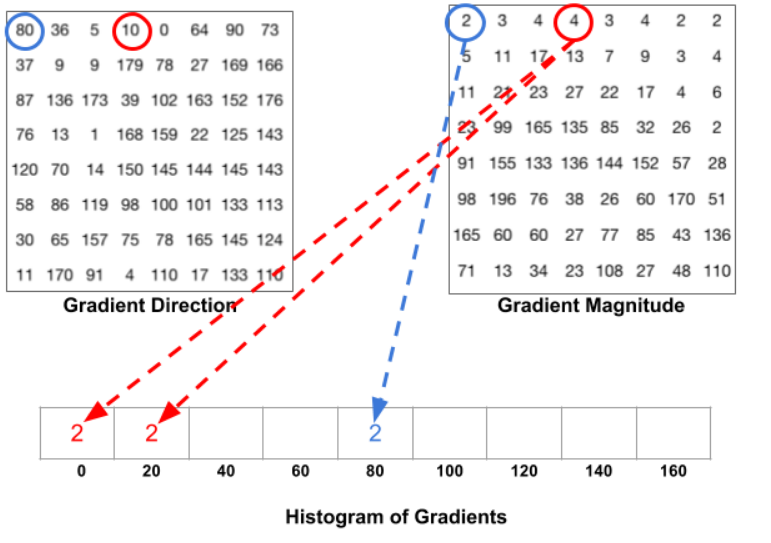 80 36 5 10 0 64 90 73
37 9 9 179 78 27 169 166
87 136 173 39 102 163 152 176
76 13 1 168 159 22 125 143
120 70 14 150 145 144 145 143
58 86 119 98 100 101 133 113
30 65 157 75 78 165 145 124
11 170 91 4 110 17 133 110
Gradient Direction
2 3 4 4 3 4 2 2
5 11 17 13 7 9 3 4
11 21 23 27 22 17 4 6
23 99 165 135 85 32 26 2
91 155 133 136 144 152 57 28
98 196 76 38 26 60 170 51
165 60 60 27 77 85 43 136
71 13 34 23 108 27 48 110
Gradient Magnitude
2 2 2
0 20 40 60 80 100 120 140 160
Histogram of Gradients